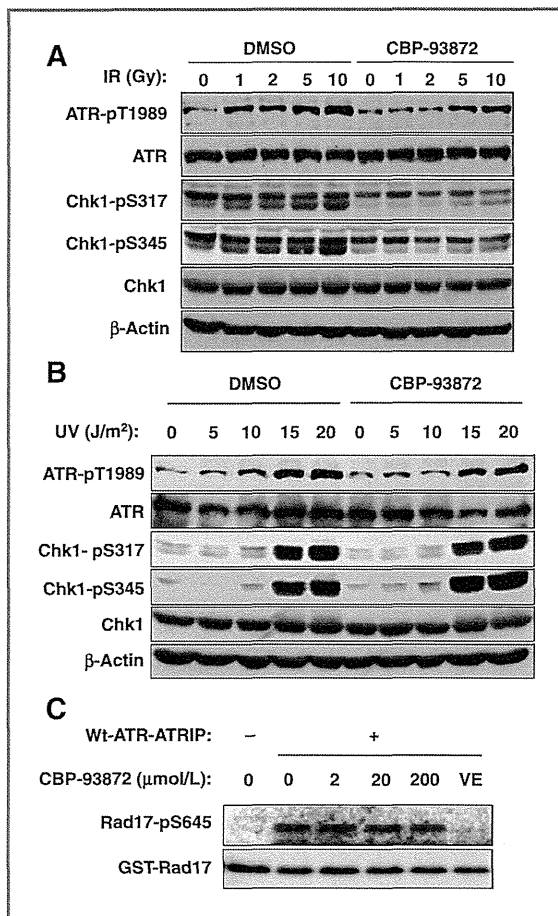 A
DMSO CBP-93872
IR (Gy): 0 1 2 5 10 0 1 2 5 10
ATR-pT1989
ATR
Chk1-pS317
Chk1-pS345
Chk1
β-Actin
B
DMSO CBP-93872
UV (J/m²): 0 5 10 15 20 0 5 10 15 20
ATR-pT1989
ATR
Chk1- pS317
Chk1-pS345
Chk1
β-Actin
C
Wt-ATR-ATRIP: – +
CBP-93872 (μmol/L): 0 0 2 20 200 VE
Rad17-pS645
GST-Rad17